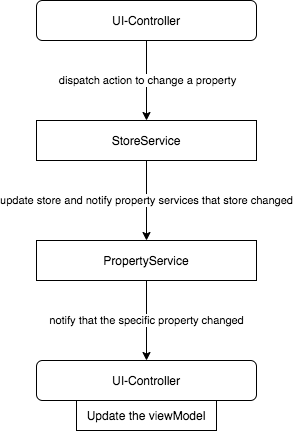 UI-Controller
dispatch action to change a property
StoreService
update store and notify property services that store changed
PropertyService
notify that the specific property changed
UI-Controller
Update the viewModel